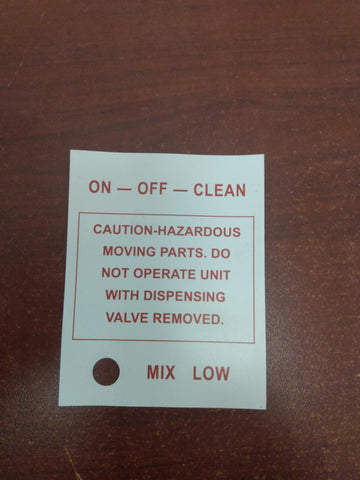 ON — OFF — CLEAN
CAUTION-HAZARDOUS
MOVING PARTS. DO
NOT OPERATE UNIT
WITH DISPENSING
VALVE REMOVED.
MIX LOW